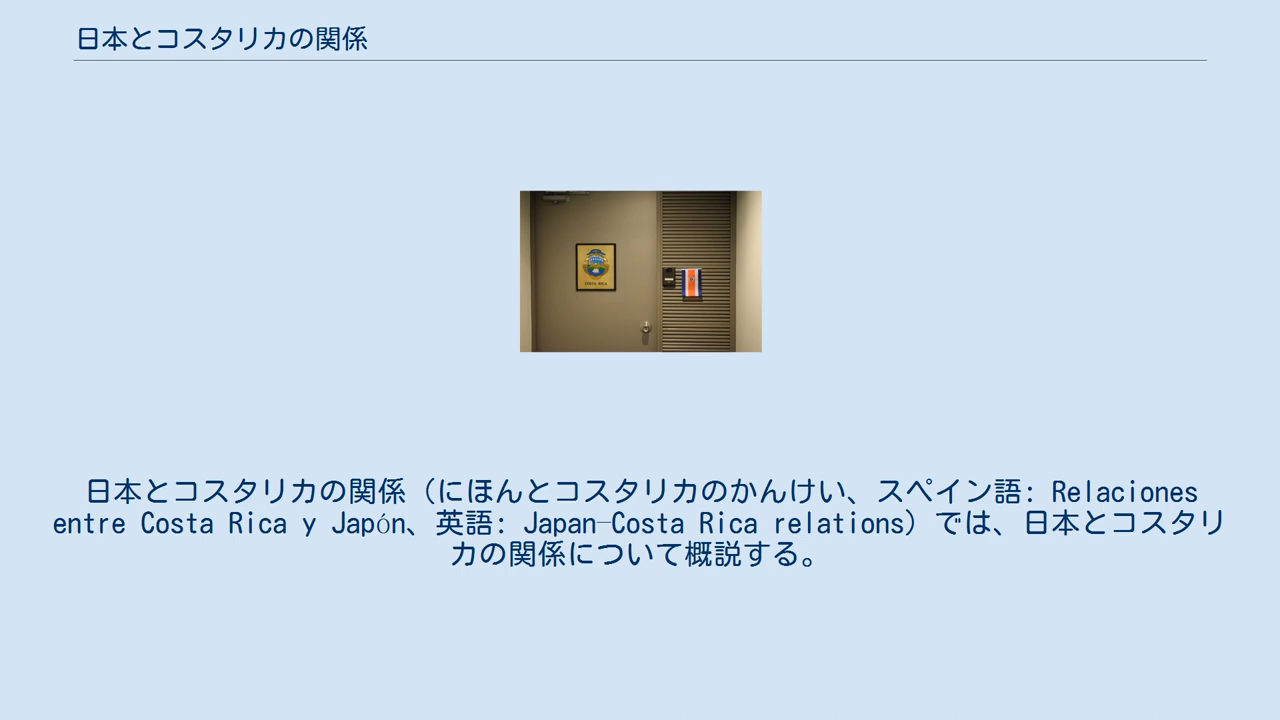 日本とコスタリカの関係
COSTA RICA
日本とコスタリカの関係（にほんとコスタリカのかんけい、スペイン語: Relaciones
entre Costa Rica y Japón、英語: Japan–Costa Rica relations）では、日本とコスタリ
カの関係について概説する。